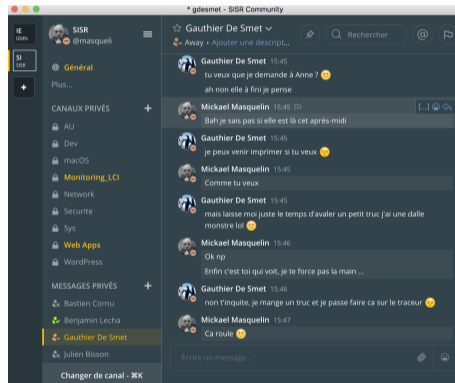 * gdesmet - SISR Community
IE
SI
SISR
SISR
@masqueli
Général
Plus...
CANAUX PRIVÉS +
AU
Dev
macOS
Monitoring_LCI
Network
Securite
Sys
Web Apps
WordPress
MESSAGES PRIVÉS +
Bastien Cornu
Benjamin Lecha
Gauthier De Smet
Julien Bisson
Changer de canal - ⌘K
Gauthier De Smet
Away • Ajouter une descript...
Rechercher
Gauthier De Smet 15:45
tu veux que je demande à Anne ?
ah non elle à fini je pense
Mickael Masquelin 15:45
[...]
Bah je sais pas si elle est là cet après-midi
Gauthier De Smet 15:45
je peux venir imprimer si tu veux
Mickael Masquelin 15:45
Comme tu veux
Gauthier De Smet 15:45
mais laisse moi juste le temps d'avaler un petit truc j'ai une dalle
monstre lol
Mickael Masquelin 15:46
Ok np
Enfin c'est toi qui voit, je te force pas la main ...
Gauthier De Smet 15:46
non t'inquite, je mange un truc et je passe faire ca sur le traceur
Mickael Masquelin 15:47
Ca roule
Ecrire un message...